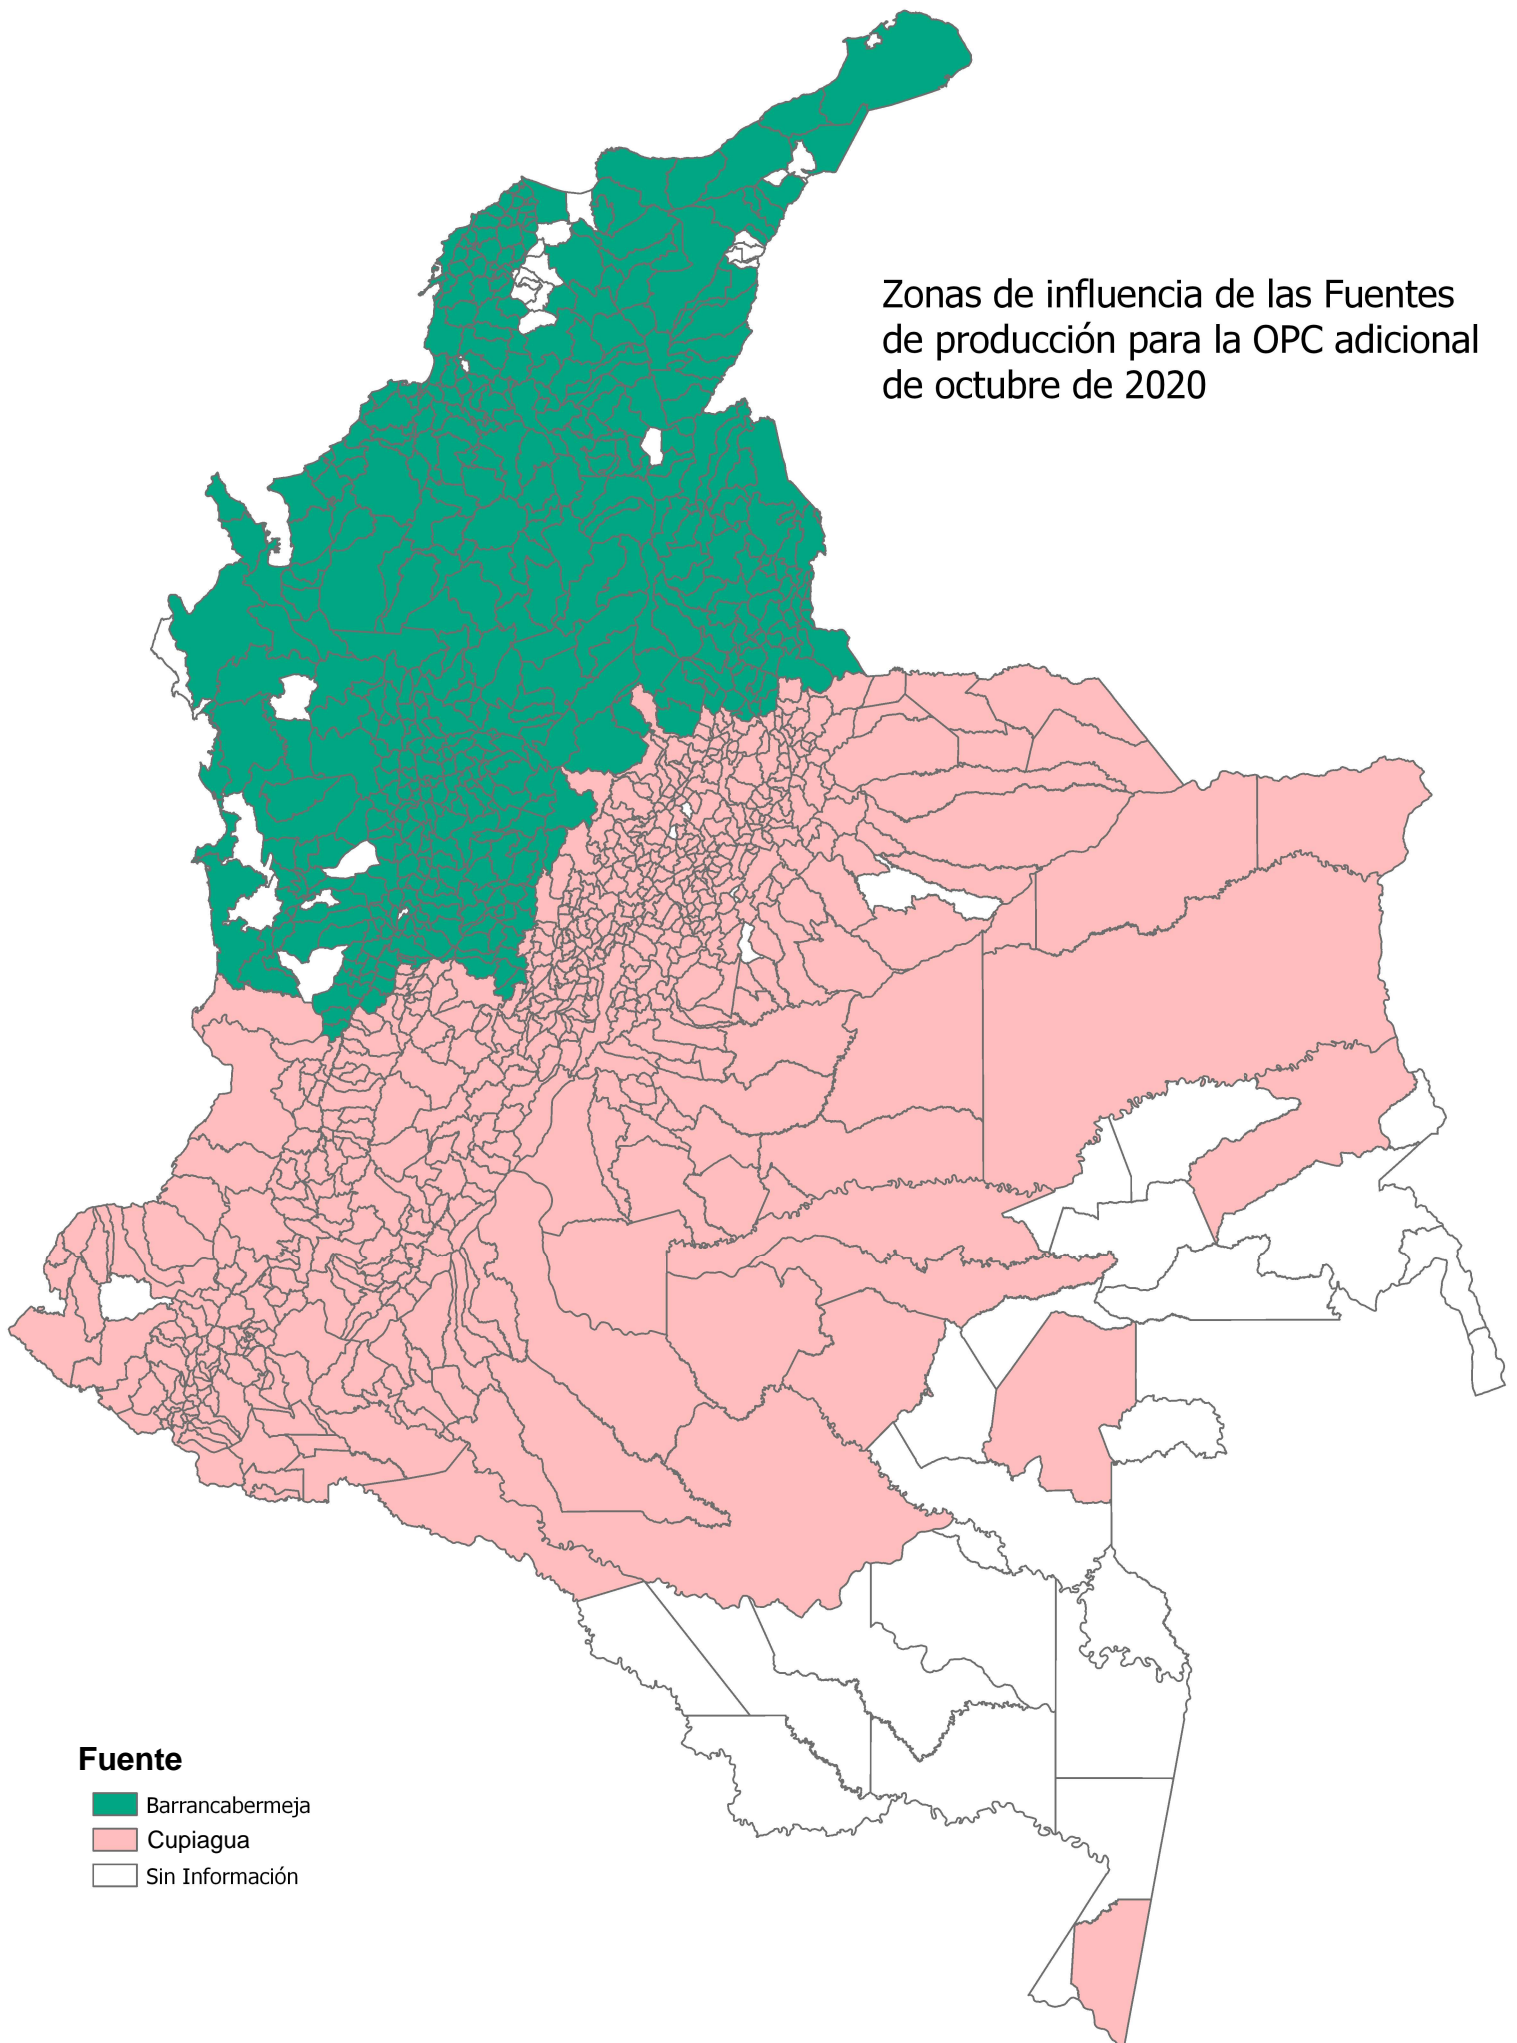 Zonas de influencia de las Fuentes
de producción para la OPC adicional
de octubre de 2020
Fuente
Barrancabermeja
Cupiagua
Sin Información